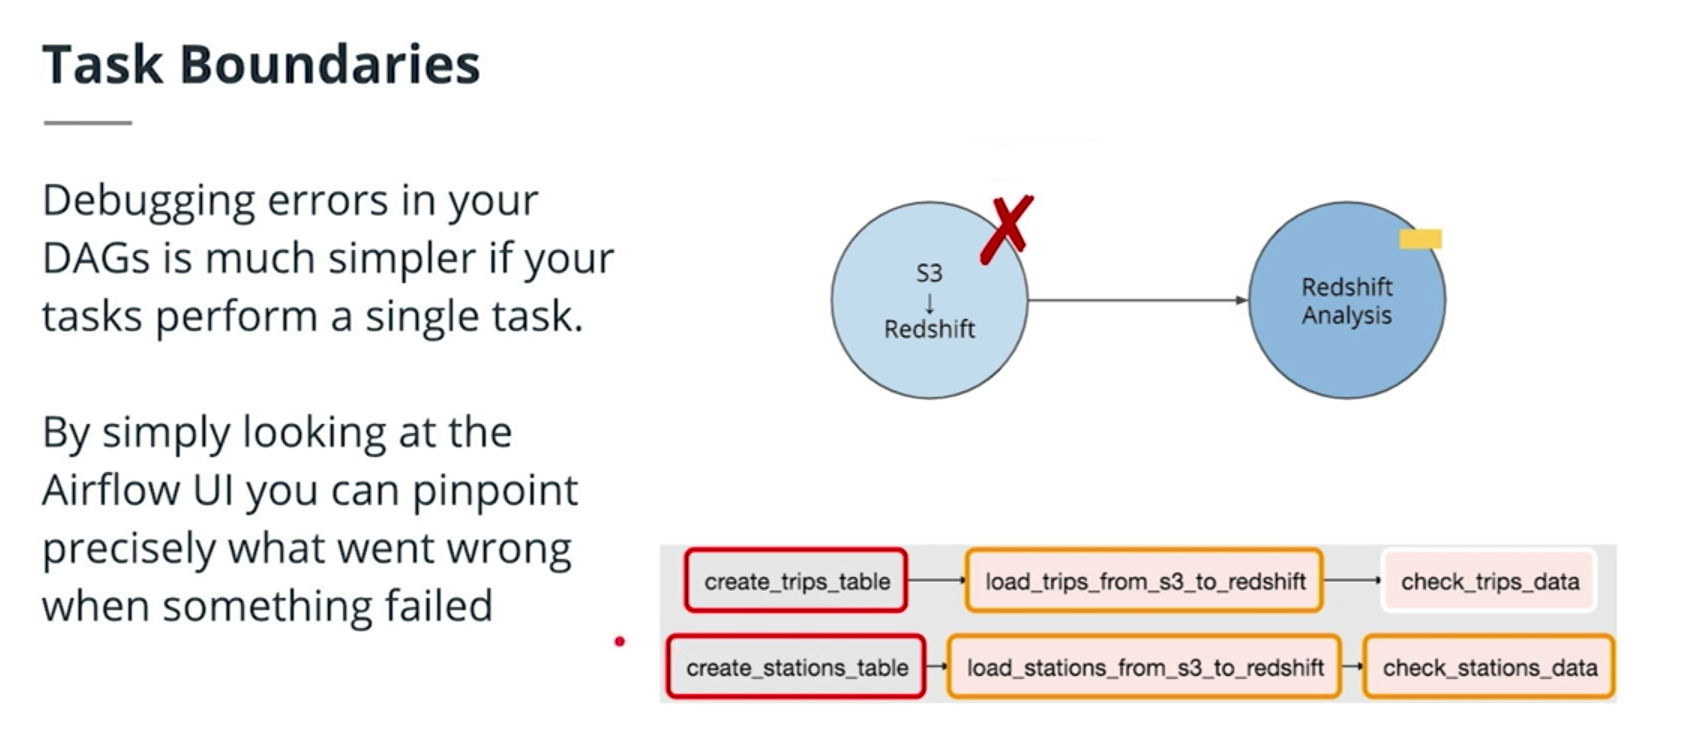 Task Boundaries
Debugging errors in your
DAGs is much simpler if your
tasks perform a single task.
By simply looking at the
Airflow UI you can pinpoint
precisely what went wrong
when something failed
S3
↓
Redshift
Redshift
Analysis
create_trips_table
load_trips_from_s3_to_redshift
check_trips_data
create_stations_table
load_stations_from_s3_to_redshift
check_stations_data